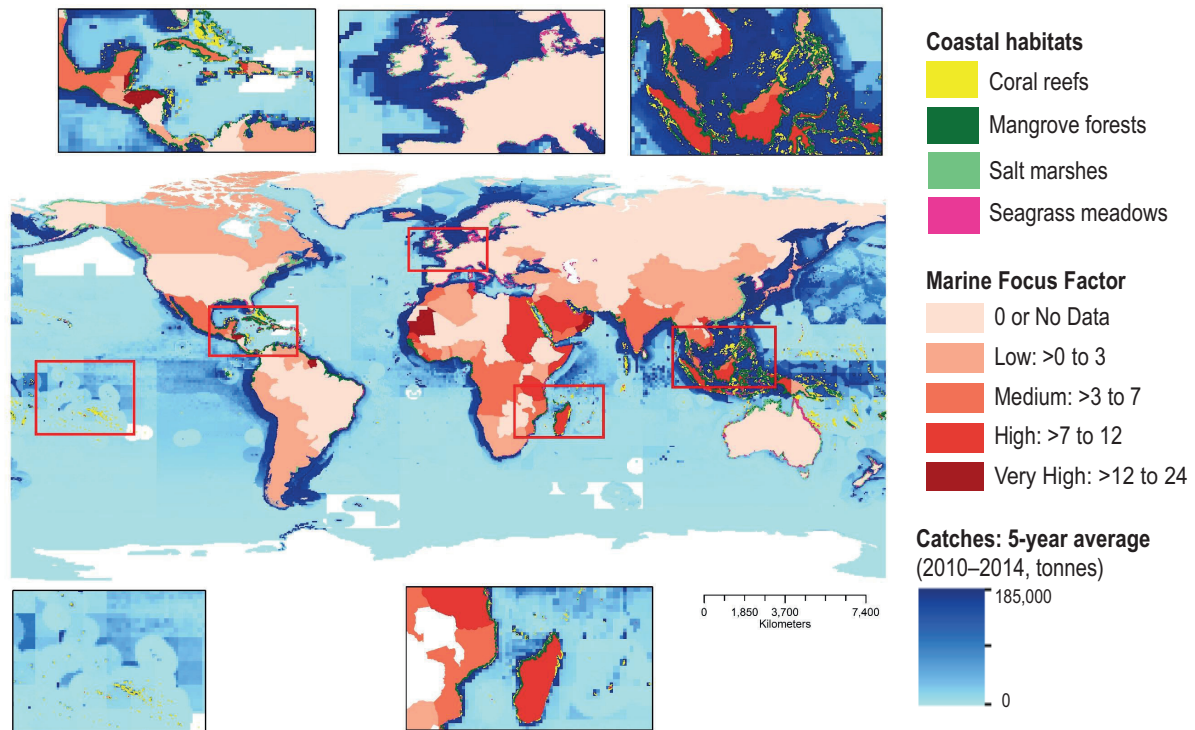 Coastal habitats
Coral reefs
Mangrove forests
Salt marshes
Seagrass meadows
Marine Focus Factor
0 or No Data
Low: >0 to 3
Medium: >3 to 7
High: >7 to 12
Very High: >12 to 24
Catches: 5-year average
(2010–2014, tonnes)
185,000
0
0 1,850 3,700 7,400
Kilometers